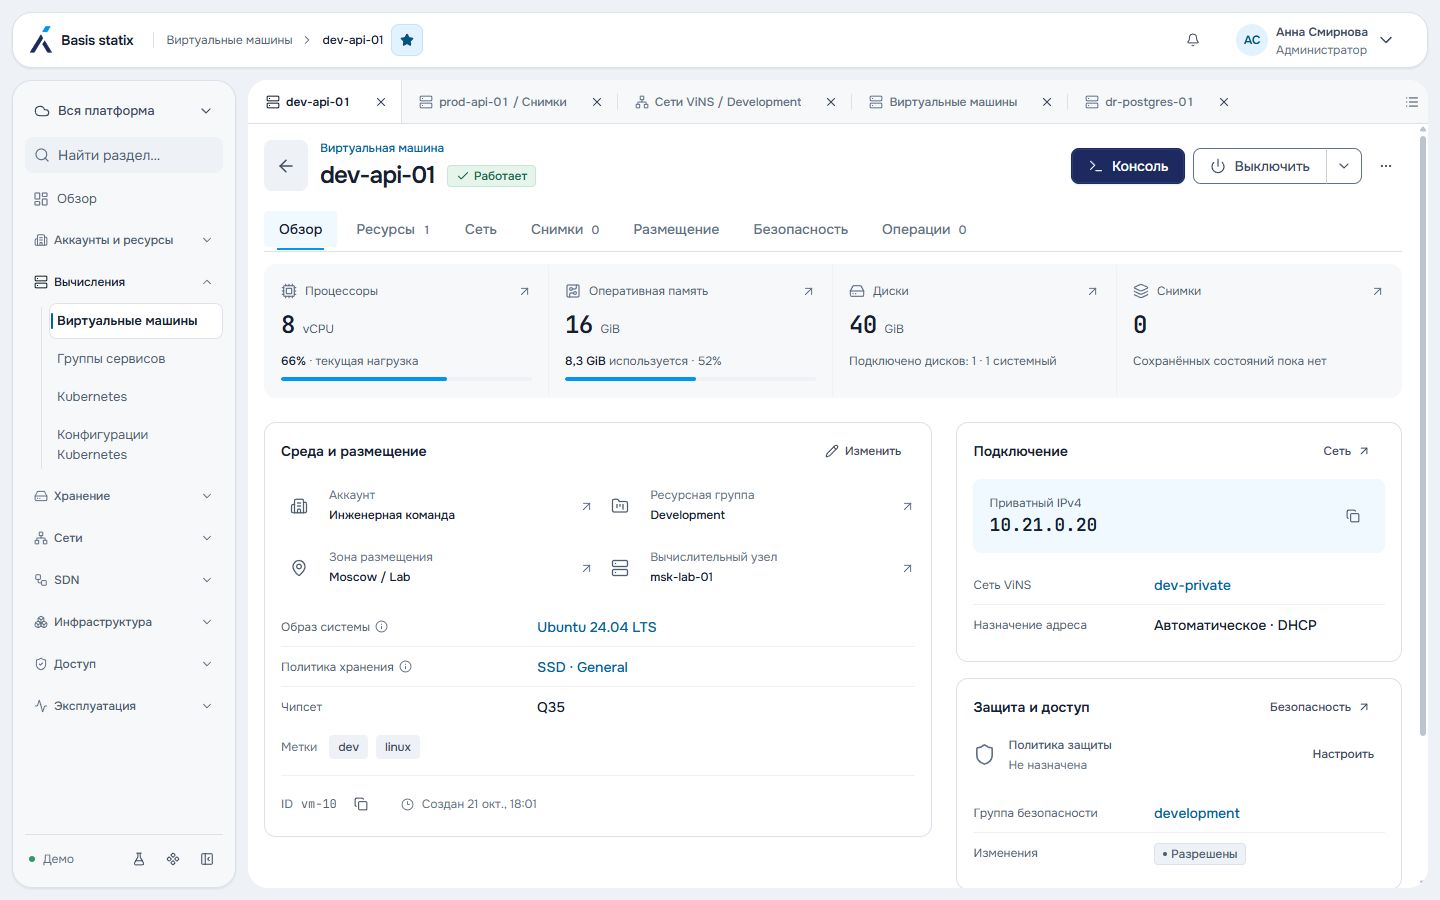 Basis statix
Виртуальные машины
dev-api-01
АС
Анна Смирнова
Администратор
Вся платформа
Найти раздел...
Обзор
Аккаунты и ресурсы
Вычисления
Виртуальные машины
Группы сервисов
Kubernetes
Конфигурации
Kubernetes
Хранение
Сети
SDN
Инфраструктура
Доступ
Эксплуатация
Демо
dev-api-01
prod-api-01 / Снимки
Сети ViNS / Development
Виртуальные машины
dr-postgres-01
Виртуальная машина
dev-api-01
Работает
Консоль
Выключить
Обзор
Ресурсы 1
Сеть
Снимки 0
Размещение
Безопасность
Операции 0
Процессоры
8 vCPU
66% · текущая нагрузка
Оперативная память
16 GiB
8,3 GiB используется · 52%
Диски
40 GiB
Подключено дисков: 1 · 1 системный
Снимки
0
Сохранённых состояний пока нет
Среда и размещение
Изменить
Аккаунт
Инженерная команда
Ресурсная группа
Development
Зона размещения
Moscow / Lab
Вычислительный узел
msk-lab-01
Образ системы
Ubuntu 24.04 LTS
Политика хранения
SSD · General
Чипсет
Q35
Метки
dev
linux
ID vm-10
Создан 21 окт., 18:01
Подключение
Сеть
Приватный IPv4
10.21.0.20
Сеть ViNS
dev-private
Назначение адреса
Автоматическое · DHCP
Защита и доступ
Безопасность
Политика защиты
Не назначена
Настроить
Группа безопасности
development
Изменения
• Разрешены